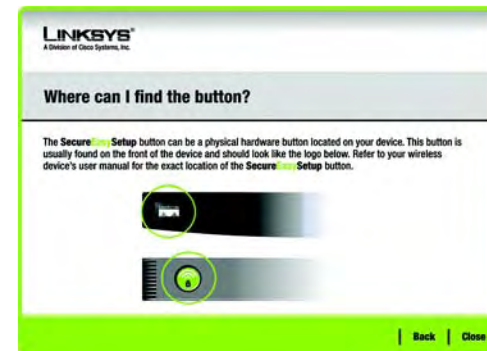 LINKSYS®
A Division of Cisco Systems, Inc.
Where can I find the button?
The SecureEasySetup button can be a physical hardware button located on your device. This button is
usually found on the front of the device and should look like the logo below. Refer to your wireless
device's user manual for the exact location of the SecureEasySetup button.
Back
Close